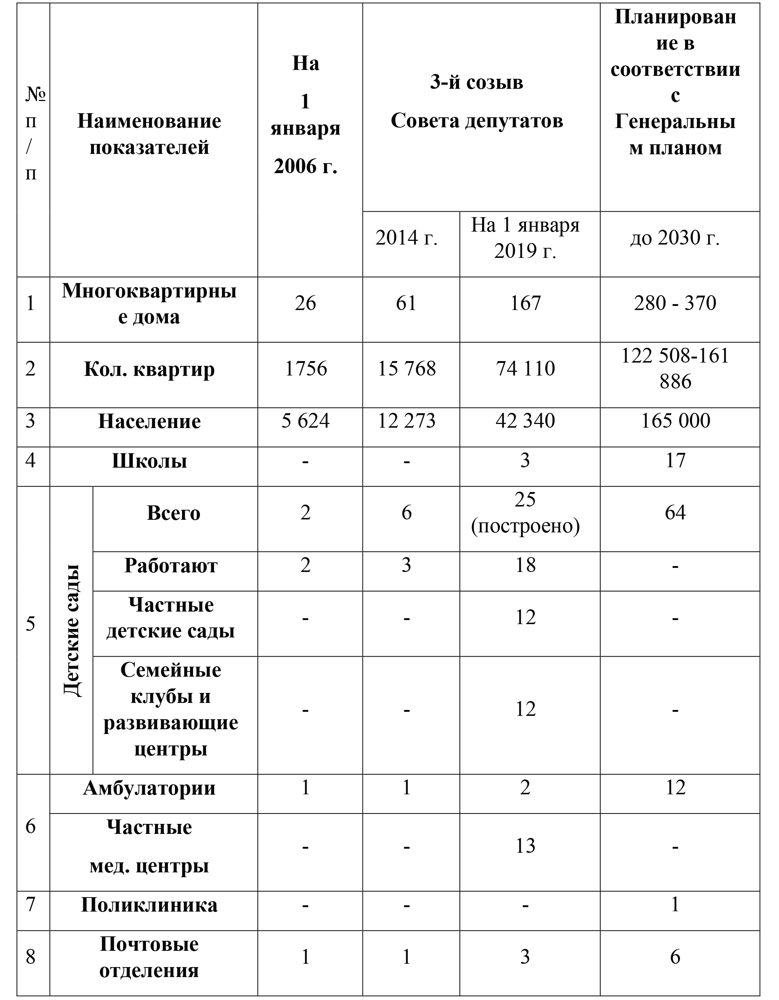 №
п
/
п
Наименование
показателей
На
1
января
2006 г.
3-й созыв
Совета депутатов
Планирован
ие в
соответствии
с
Генеральны
м планом
2014 г.
На 1 января
2019 г.
до 2030 г.
1
Многоквартирны
е дома
26
61
167
280 - 370
2
Кол. квартир
1756
15 768
74 110
122 508-161
886
3
Население
5 624
12 273
42 340
165 000
4
Школы
-
-
3
17
5
Детские сады
Всего
2
6
25
(построено)
64
Работают
2
3
18
-
Частные
детские сады
-
-
12
-
Семейные
клубы и
развивающие
центры
-
-
12
-
6
Амбулатории
1
1
2
12
Частные
мед. центры
-
-
13
-
7
Поликлиника
-
-
-
1
8
Почтовые
отделения
1
1
3
6